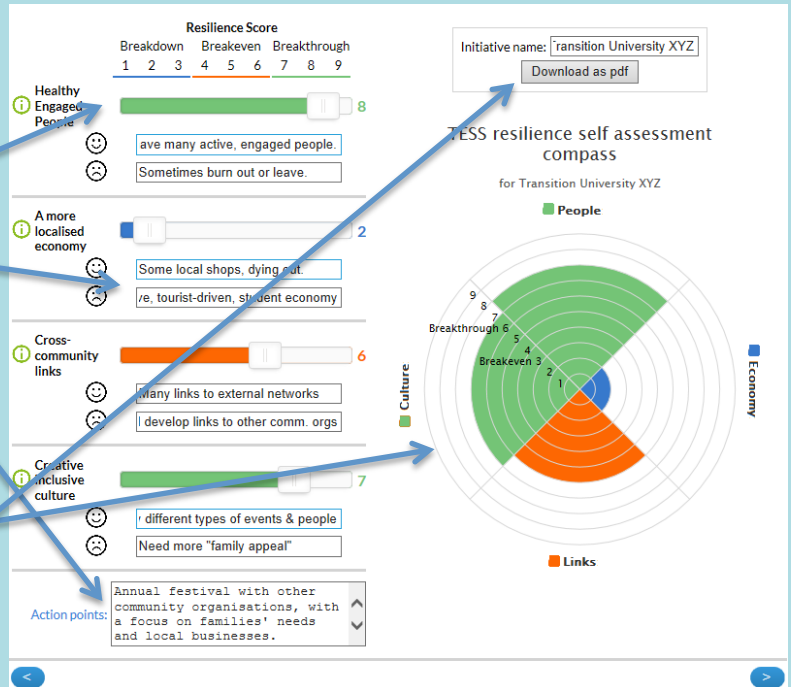 Resilience Score
Breakdown Breakeven Breakthrough
1 2 3 4 5 6 7 8 9
Healthy
Engaged
People
8
ave many active, engaged people.
Sometimes burn out or leave.
A more
localised
economy
2
Some local shops, dying out.
ve, tourist-driven, student economy
Cross-
community
links
6
Many links to external networks
l develop links to other comm. orgs
Creative
inclusive
culture
7
different types of events & people
Need more "family appeal"
Action points:
Annual festival with other
community organisations, with
a focus on families' needs
and local businesses.
<
Initiative name: Transition University XYZ
Download as pdf
TESS resilience self assessment
compass
for Transition University XYZ
People
9
8
7
Breakthrough 6
5
4
Breakeven 3
2
1
Culture
Economy
Links
>